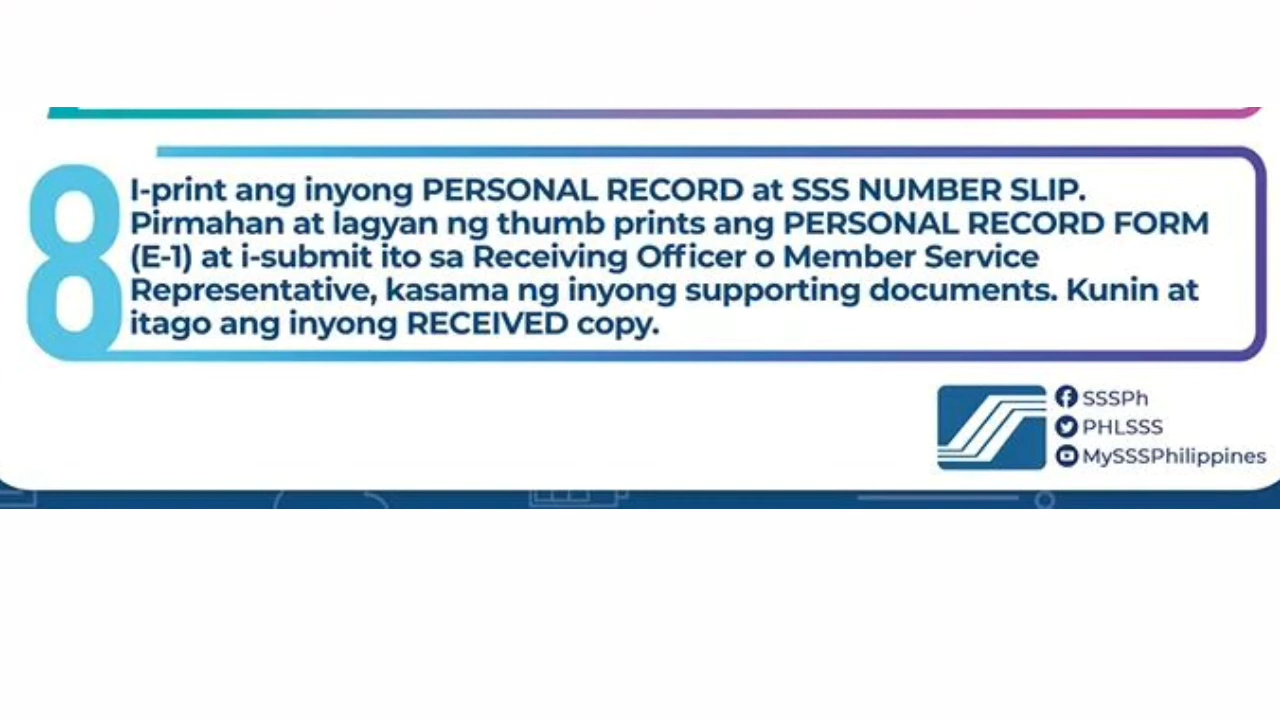 8
I-print ang inyong PERSONAL RECORD at SSS NUMBER SLIP.
Pirmahan at lagyan ng thumb prints ang PERSONAL RECORD FORM
(E-1) at i-submit ito sa Receiving Officer o Member Service
Representative, kasama ng inyong supporting documents. Kunin at
itago ang inyong RECEIVED copy.
SSSPh
PHLSSS
MySSSPhilippines